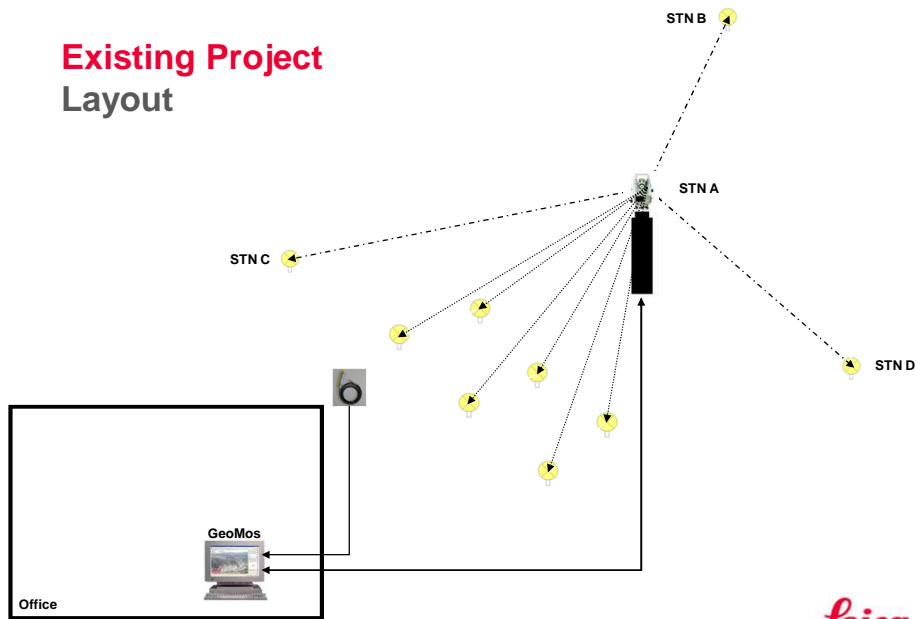 Existing Project
Layout
STN B
STN A
STN C
STN D
GeoMos
Office